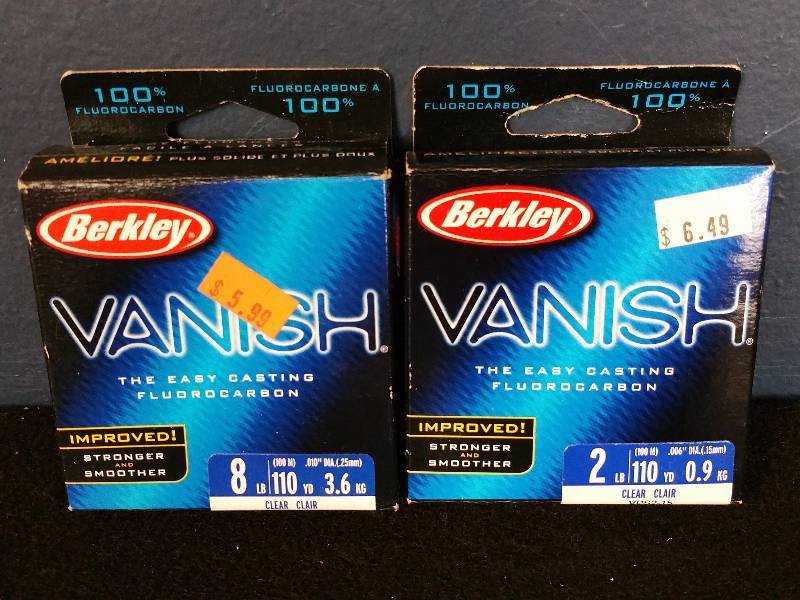 100%
FLUOROCARBON
FLUOROCARBONE À
100%
AMÉLIORÉ! PLUS SOLIDE ET PLUS DOUX
Berkley
$ 5.99
VANISH®
THE EASY CASTING
FLUOROCARBON
IMPROVED!
STRONGER
AND
SMOOTHER
8 LB (100 M) 110 YD .010" DIA.(.25mm) 3.6 KG
CLEAR CLAIR
100%
FLUOROCARBON
FLUOROCARBONE À
100%
Berkley
$ 6.49
VANISH®
THE EASY CASTING
FLUOROCARBON
IMPROVED!
STRONGER
AND
SMOOTHER
2 LB (100 M) 110 YD .006" DIA.(.15mm) 0.9 KG
CLEAR CLAIR